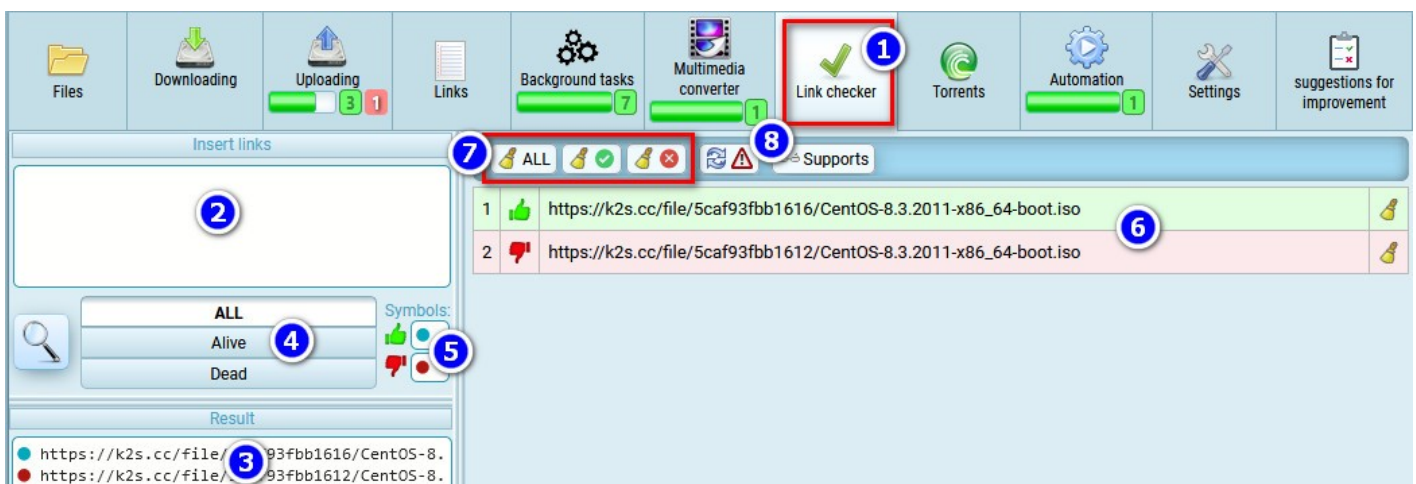 Files
Downloading
Uploading
3 1
Links
Background tasks
7
Multimedia
converter
1
Link checker
1
Torrents
Automation
1
Settings
suggestions for
improvement
Insert links
2
7
ALL
8
Supports
1 https://k2s.cc/file/5caf93fbb1616/CentOS-8.3.2011-x86_64-boot.iso
6
2 https://k2s.cc/file/5caf93fbb1612/CentOS-8.3.2011-x86_64-boot.iso
ALL
Alive
Dead
4
Symbols:
5
Result
https://k2s.cc/file/ 93fbb1616/CentOS-8.
3
https://k2s.cc/file/ 93fbb1612/CentOS-8.